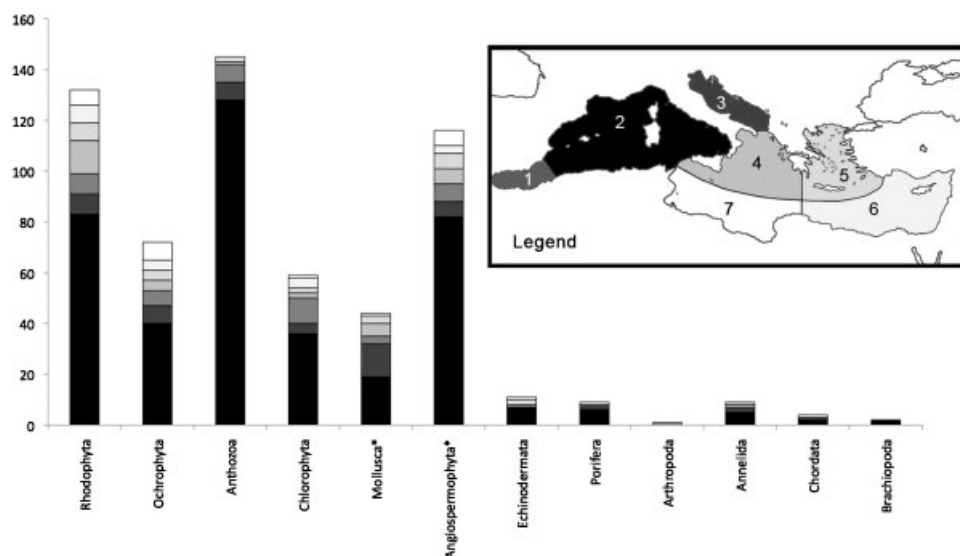 160
140
120
100
80
60
40
20
0
Rhodophyta
Ochrophyta
Anthozoa
Chlorophyta
Mollusca*
Angiospermophyta*
Echinodermata
Porifera
Arthropoda
Annelida
Chordata
Brachiopoda
1
2
3
4
5
6
7
Legend